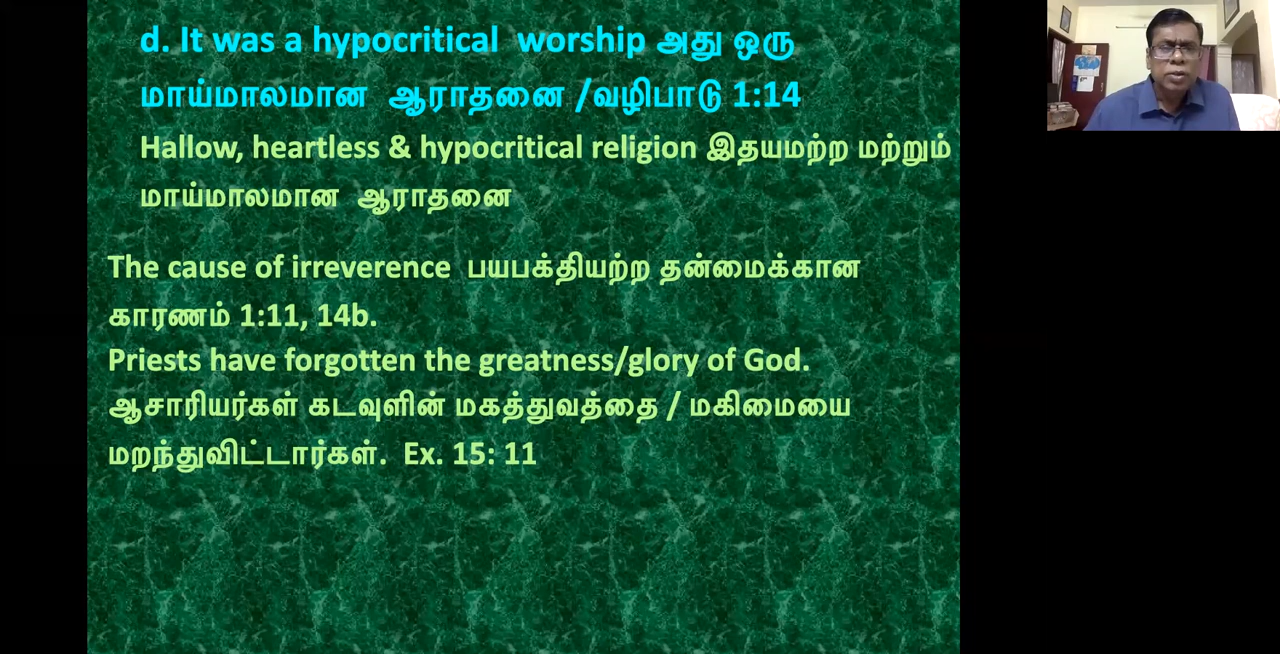 d. It was a hypocritical worship அது ஒரு
மாய்மாலமான ஆராதனை /வழிபாடு 1:14
Hallow, heartless & hypocritical religion இதயமற்ற மற்றும்
மாய்மாலமான ஆராதனை
The cause of irreverence பயபக்தியற்ற தன்மைக்கான
காரணம் 1:11, 14b.
Priests have forgotten the greatness/glory of God.
ஆசாரியர்கள் கடவுளின் மகத்துவத்தை / மகிமையை
மறந்துவிட்டார்கள். Ex. 15: 11